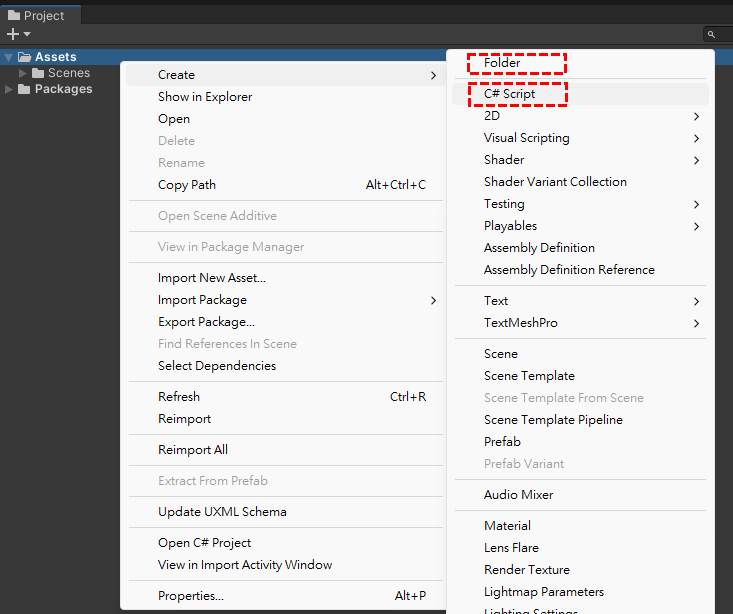 Project
Assets
Scenes
Packages
Create
Show in Explorer
Open
Delete
Rename
Copy Path Alt+Ctrl+C
Open Scene Additive
View in Package Manager
Import New Asset...
Import Package
Export Package...
Find References In Scene
Select Dependencies
Refresh Ctrl+R
Reimport
Reimport All
Extract From Prefab
Update UXML Schema
Open C# Project
View in Import Activity Window
Properties... Alt+P
Folder
C# Script
2D
Visual Scripting
Shader
Shader Variant Collection
Testing
Playables
Assembly Definition
Assembly Definition Reference
Text
TextMeshPro
Scene
Scene Template
Scene Template From Scene
Scene Template Pipeline
Prefab
Prefab Variant
Audio Mixer
Material
Lens Flare
Render Texture
Lightmap Parameters
Lighting Settings